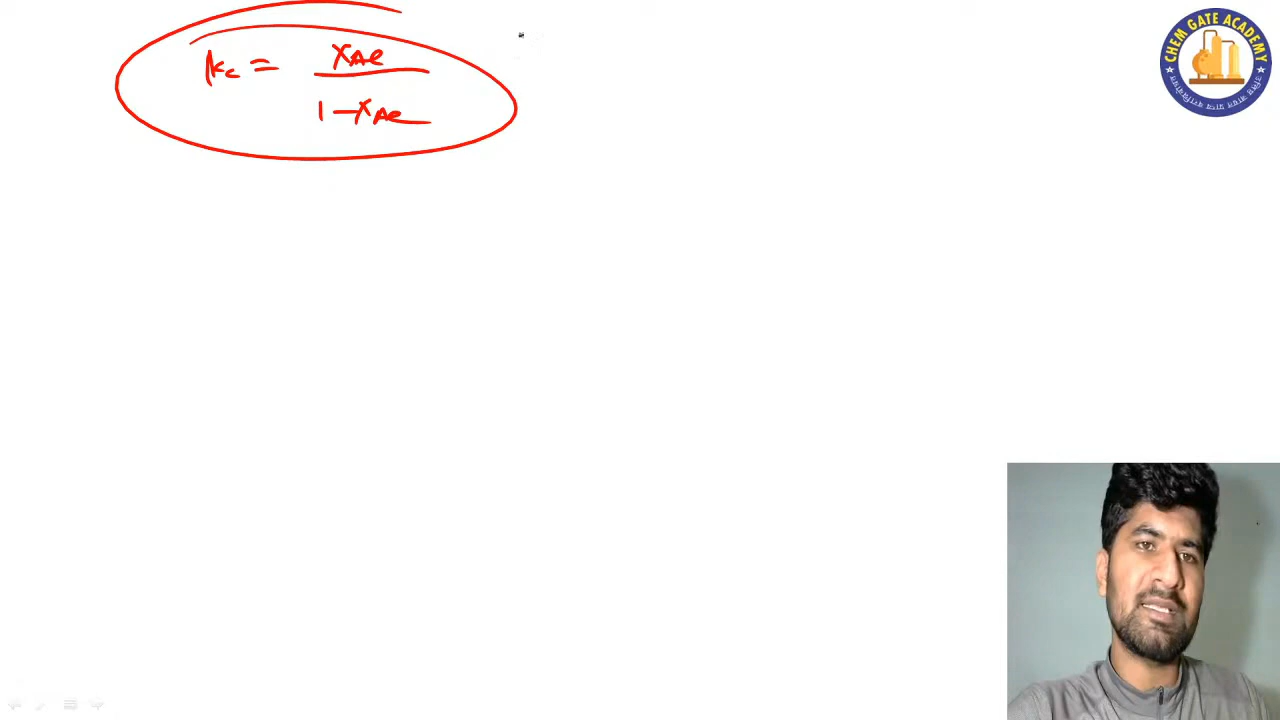 Kc = XAe
1 - XAe
CHEM GATE ACADEMY